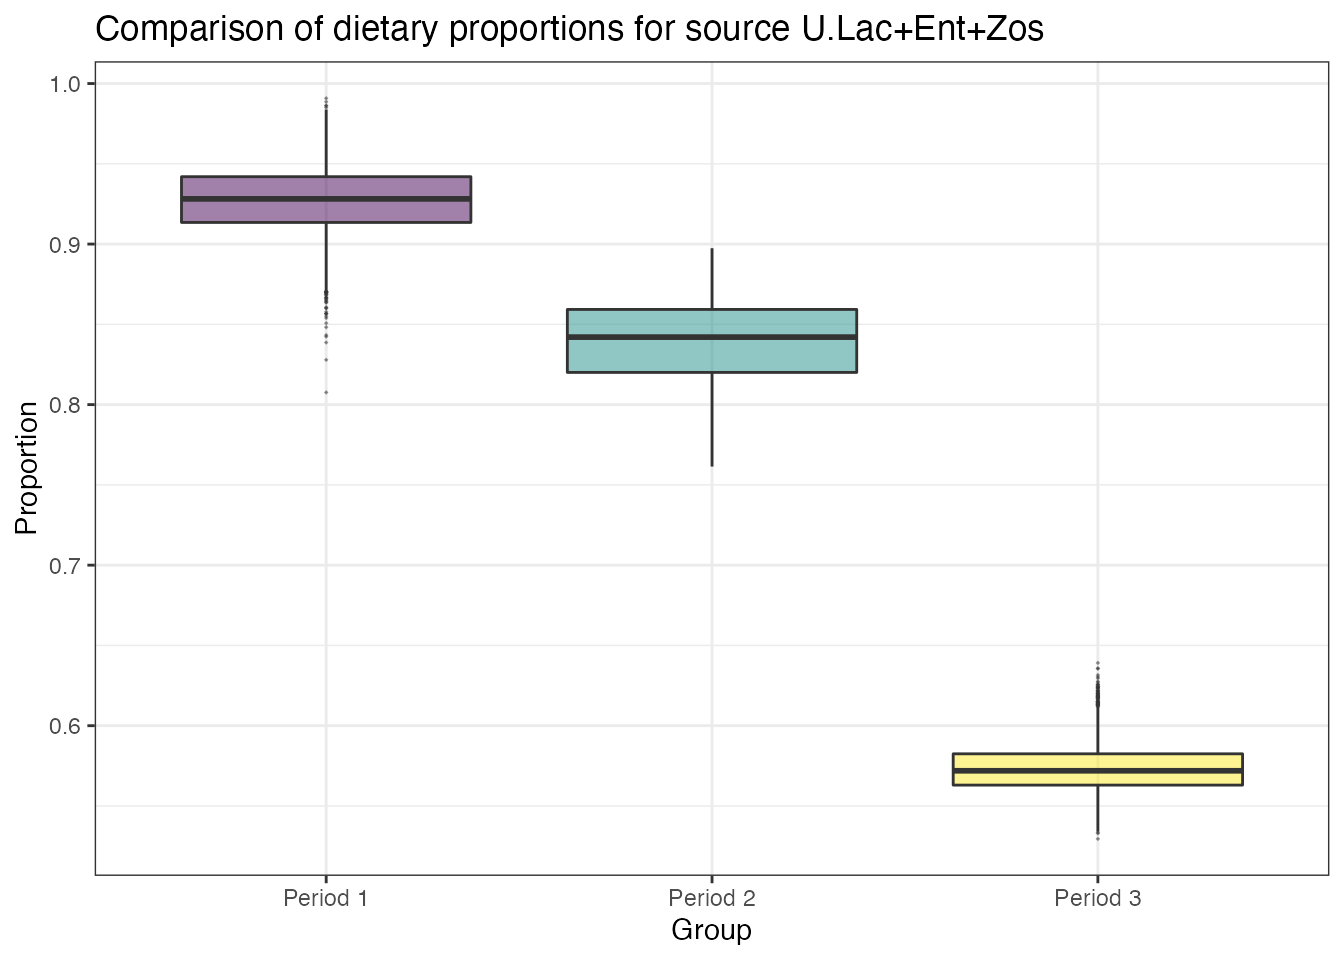 Comparison of dietary proportions for source U.Lac+Ent+Zos
1.0
0.9
0.8
0.7
0.6
Proportion
Period 1
Period 2
Period 3
Group